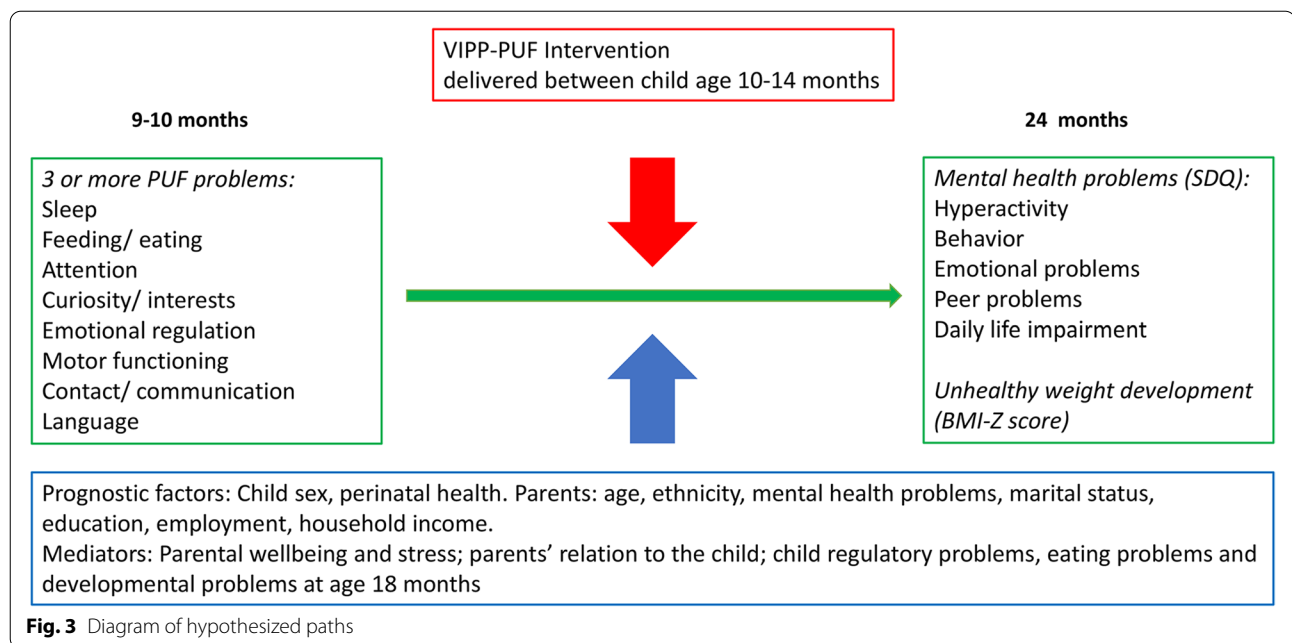 VIPP-PUF Intervention
delivered between child age 10-14 months
9-10 months
24 months
3 or more PUF problems:
Sleep
Feeding/ eating
Attention
Curiosity/ interests
Emotional regulation
Motor functioning
Contact/ communication
Language
Mental health problems (SDQ):
Hyperactivity
Behavior
Emotional problems
Peer problems
Daily life impairment
Unhealthy weight development
(BMI-Z score)
Prognostic factors: Child sex, perinatal health. Parents: age, ethnicity, mental health problems, marital status,
education, employment, household income.
Mediators: Parental wellbeing and stress; parents’ relation to the child; child regulatory problems, eating problems and
developmental problems at age 18 months
Fig. 3 Diagram of hypothesized paths